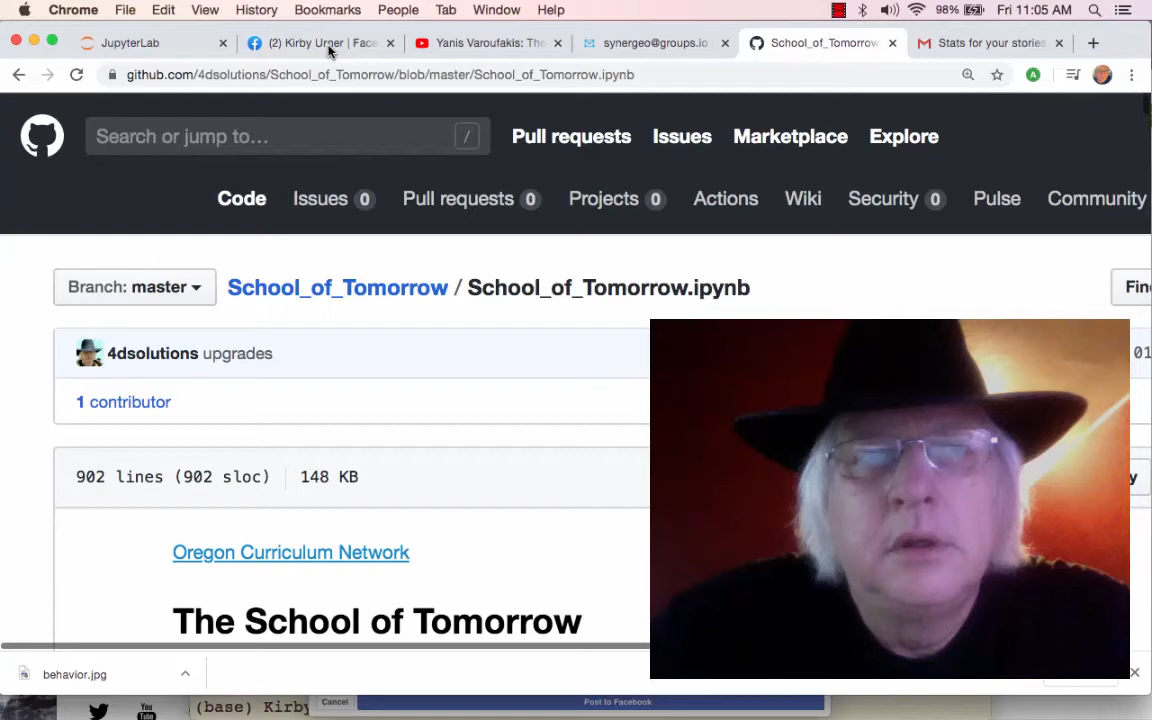 Chrome File Edit View History Bookmarks People Tab Window Help 98% Fri 11:05 AM
JupyterLab (2) Kirby Urner | Face Yanis Varoufakis: The synergeo@groups.io School_of_Tomorrow Stats for your stories
github.com/4dsolutions/School_of_Tomorrow/blob/master/School_of_Tomorrow.ipynb A
Search or jump to... / Pull requests Issues Marketplace Explore
Code Issues 0 Pull requests 0 Projects 0 Actions Wiki Security 0 Pulse Community
Branch: master School_of_Tomorrow / School_of_Tomorrow.ipynb Fin
4dsolutions upgrades 01
1 contributor
902 lines (902 sloc) 148 KB y
Oregon Curriculum Network
The School of Tomorrow
behavior.jpg
You (base) Kirby Cancel Post to Facebook